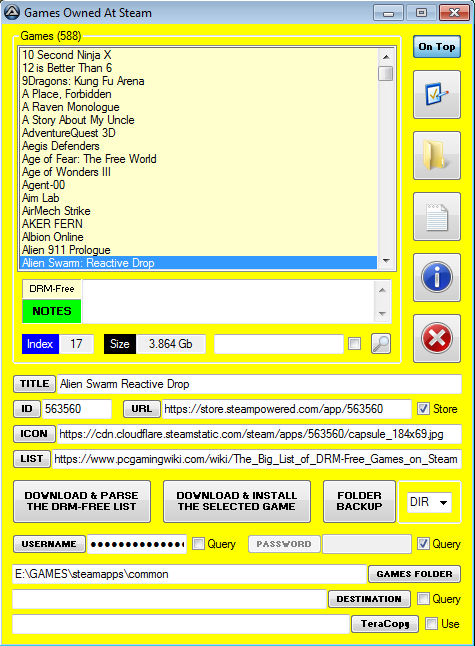 Games Owned At Steam
Games (588)
On Top
10 Second Ninja X
12 is Better Than 6
9Dragons: Kung Fu Arena
A Place, Forbidden
A Raven Monologue
A Story About My Uncle
AdventureQuest 3D
Aegis Defenders
Age of Fear: The Free World
Age of Wonders III
Agent-00
Aim Lab
AirMech Strike
AKER FERN
Albion Online
Alien 911 Prologue
Alien Swarm: Reactive Drop
DRM-Free
NOTES
Index 17 Size 3.864 Gb
TITLE Alien Swarm Reactive Drop
ID 563560 URL https://store.steampowered.com/app/563560 Store
ICON https://cdn.cloudflare.steamstatic.com/steam/apps/563560/capsule_184x69.jpg
LIST https://www.pcgamingwiki.com/wiki/The_Big_List_of_DRM-Free_Games_on_Steam
DOWNLOAD & PARSE
THE DRM-FREE LIST
DOWNLOAD & INSTALL
THE SELECTED GAME
FOLDER
BACKUP
DIR
USERNAME Query PASSWORD Query
E:\GAMES\steamapps\common GAMES FOLDER
DESTINATION Query
TeraCopy Use